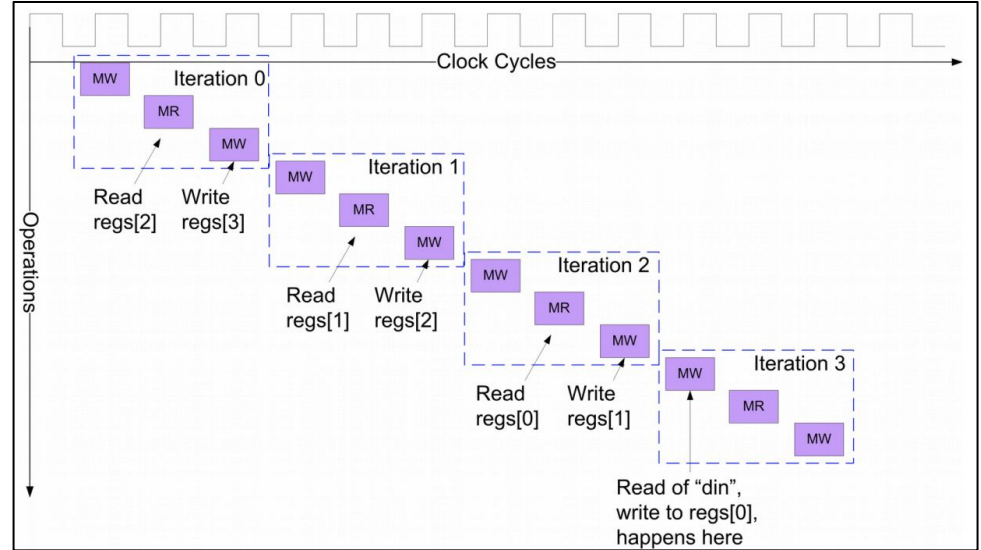 Clock Cycles
Operations
MW
Iteration 0
MR
MW
Read
regs[2]
Write
regs[3]
MW
Iteration 1
MR
MW
Read
regs[1]
Write
regs[2]
MW
Iteration 2
MR
MW
Read
regs[0]
Write
regs[1]
MW
Iteration 3
MR
MW
Read of “din”,
write to regs[0],
happens here